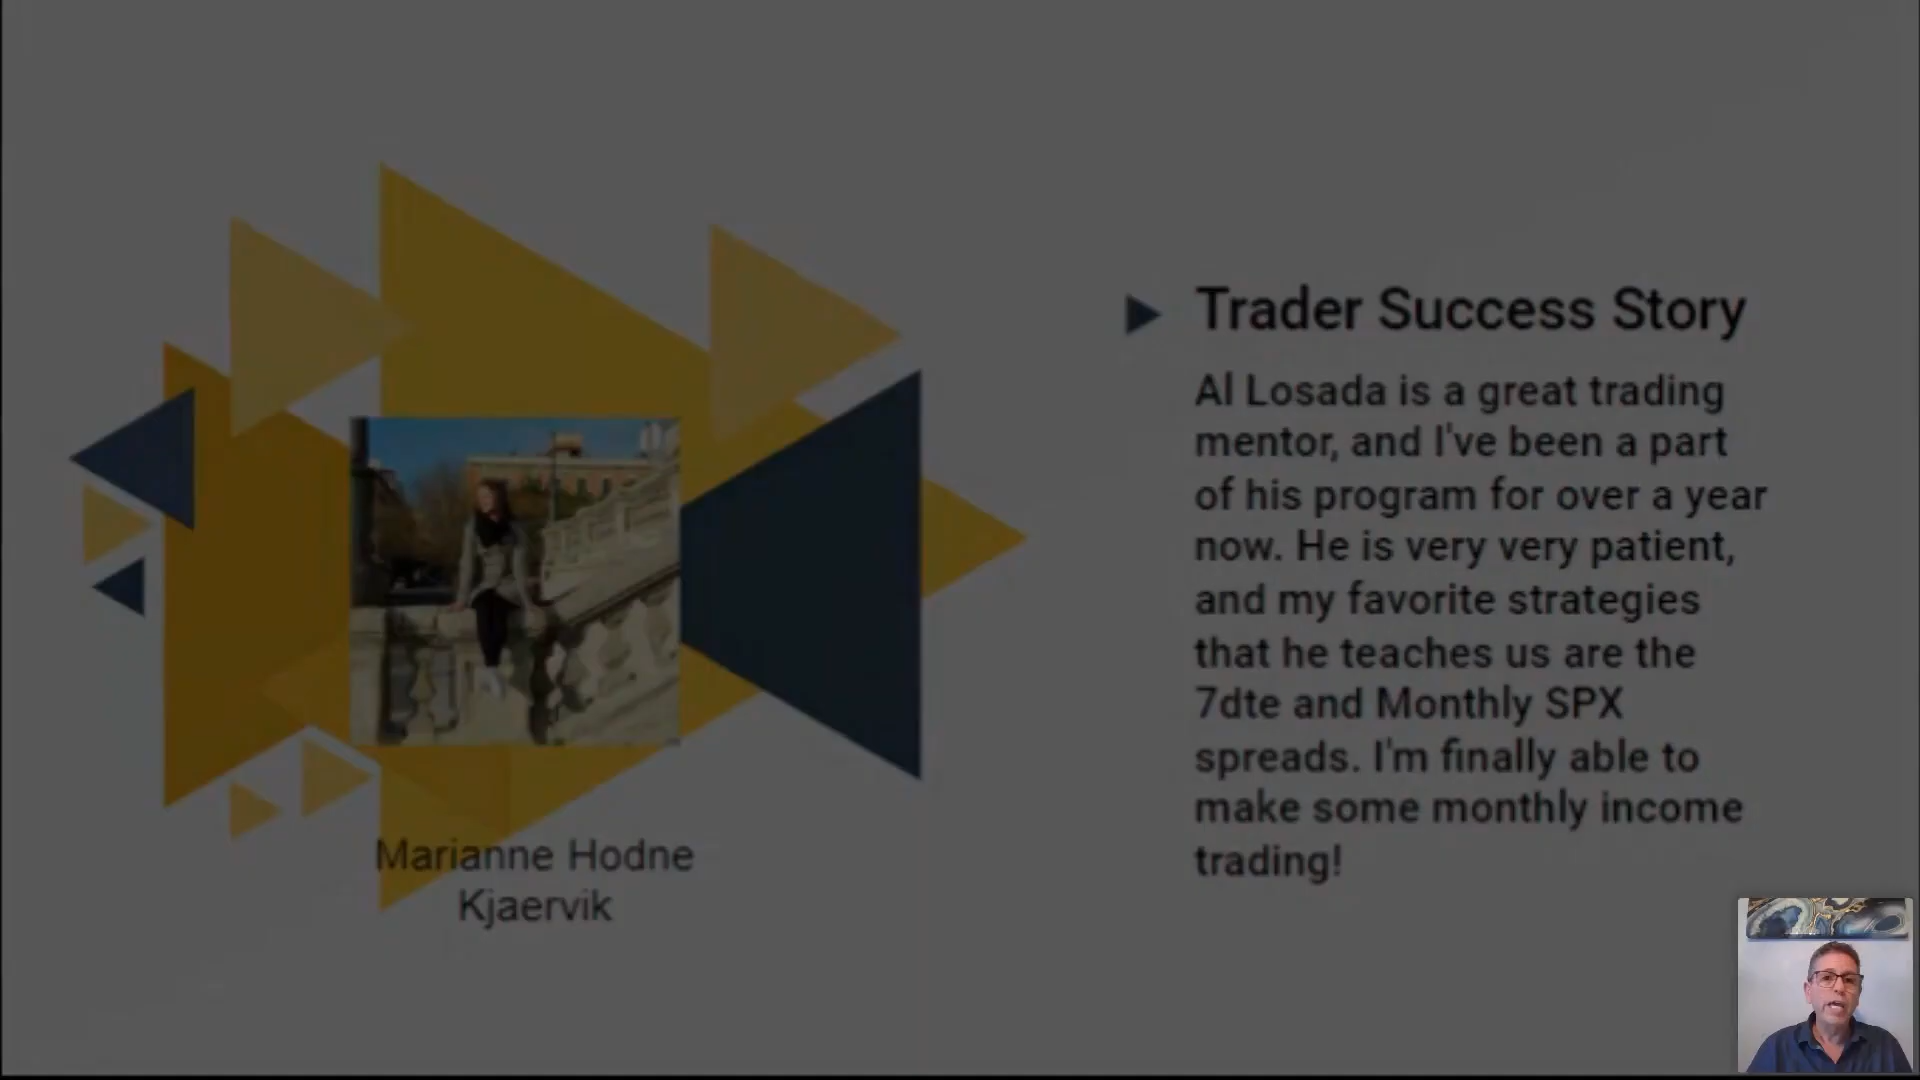 Trader Success Story
Al Losada is a great trading
mentor, and I've been a part
of his program for over a year
now. He is very very patient,
and my favorite strategies
that he teaches us are the
7dte and Monthly SPX
spreads. I'm finally able to
make some monthly income
trading!
Marianne Hodne
Kjaervik